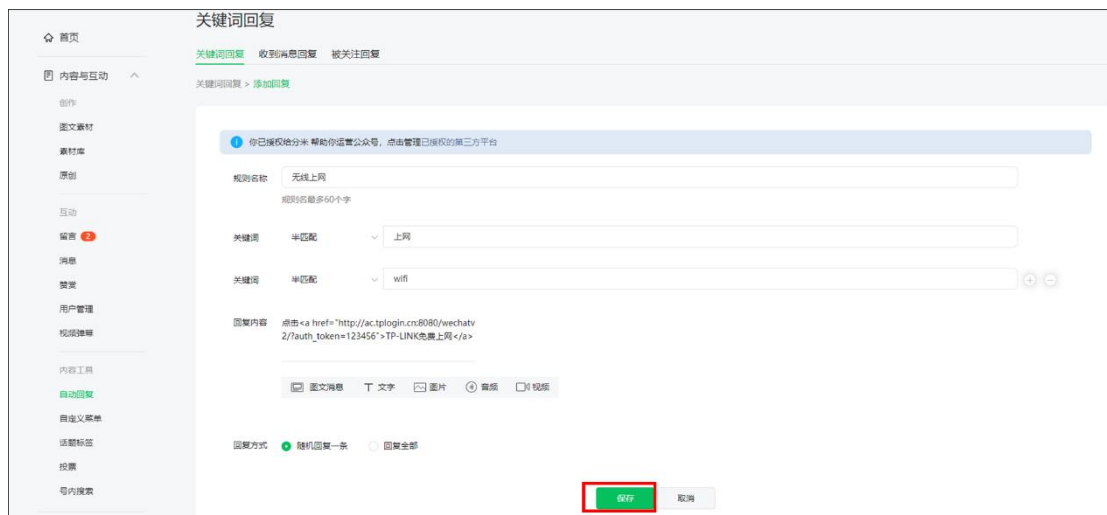 关键词回复
首页
关键词回复 收到消息回复 被关注回复
内容与互动
关键词回复 > 添加回复
创作
图文素材
素材库
原创
互动
留言 2
消息
赞赏
用户管理
视频弹幕
内容工具
自动回复
自定义菜单
话题标签
投票
号内搜索
你已授权给分米 帮助你运营公众号，点击管理已授权的第三方平台
规则名称 无线上网
规则名最多60个字
关键词 半匹配 上网
关键词 半匹配 wifi
回复内容 点击<a href="http://ac.tplogin.cn:8080/wechatv
2/?auth_token=123456">TP-LINK免费上网</a>
图文消息 文字 图片 音频 视频
回复方式 随机回复一条 回复全部
保存 取消